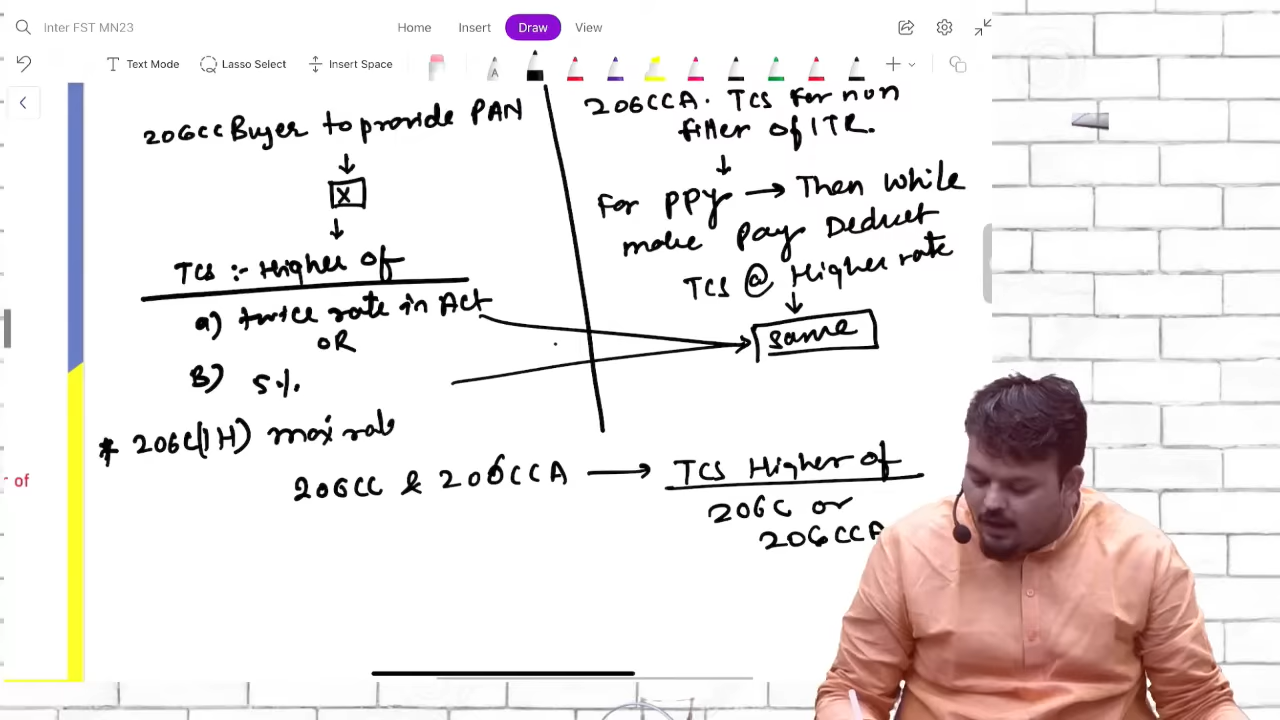 Inter FST MN23
Home Insert Draw View
Text Mode Lasso Select Insert Space
206CC Buyer to provide PAN
X
TCS :- Higher of
a) twice rate in Act
OR
B) 5%
* 206C(1H) max rate
206CCA. TCS for non
filler of ITR.
For PPY → Then while
make pay Deduct
TCS @ Higher rate
same
206CC & 206CCA → TCS Higher of
206C or
206CCA
r of